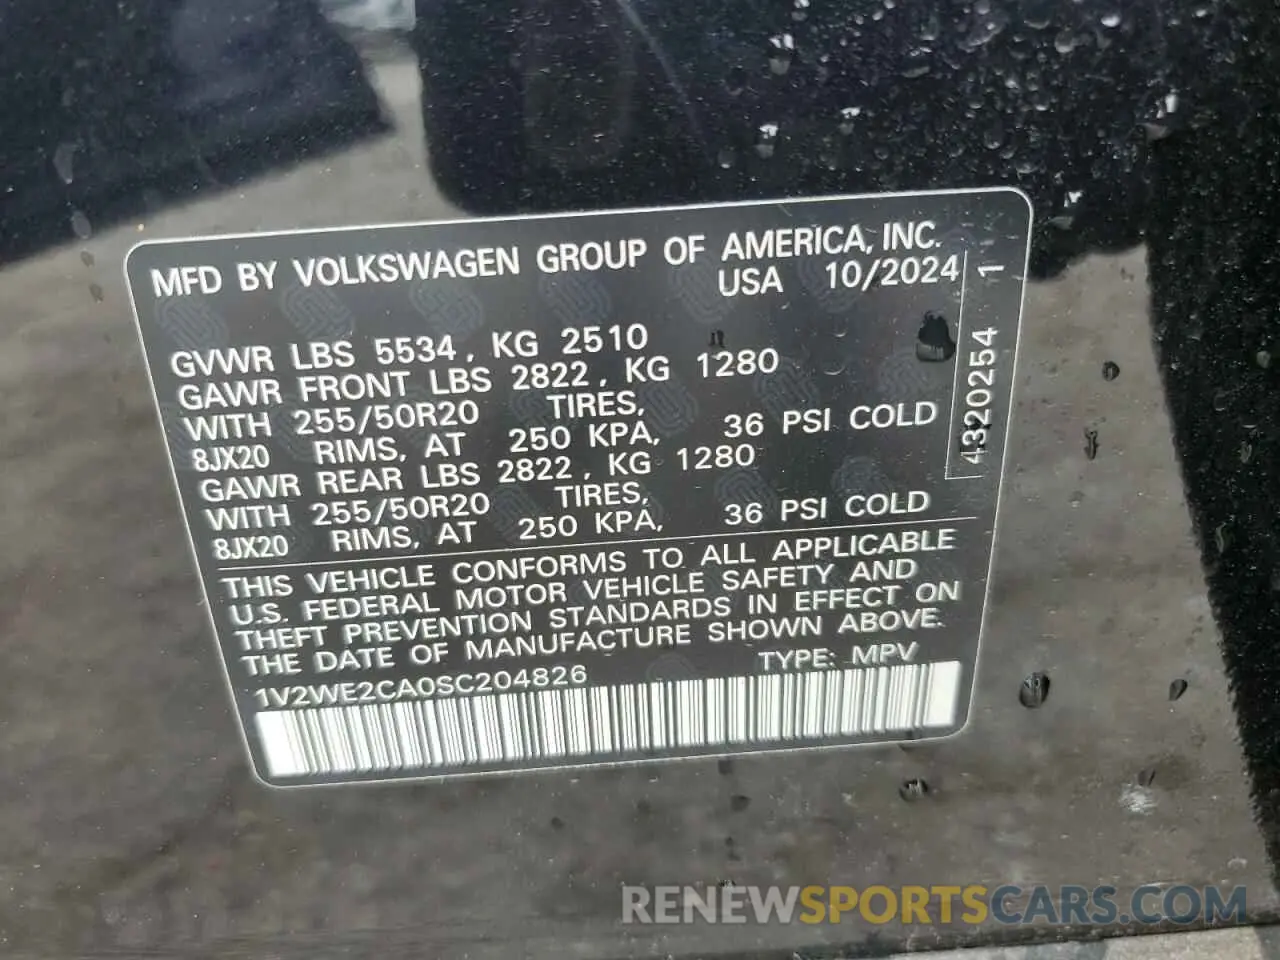 MFD BY VOLKSWAGEN GROUP OF AMERICA, INC.
USA 10/2024
GVWR LBS 5534, KG 2510
GAWR FRONT LBS 2822, KG 1280
WITH 255/50R20 TIRES,
8JX20 RIMS, AT 250 KPA, 36 PSI COLD
GAWR REAR LBS 2822, KG 1280
WITH 255/50R20 TIRES,
8JX20 RIMS, AT 250 KPA, 36 PSI COLD
THIS VEHICLE CONFORMS TO ALL APPLICABLE
U.S. FEDERAL MOTOR VEHICLE SAFETY AND
THEFT PREVENTION STANDARDS IN EFFECT ON
THE DATE OF MANUFACTURE SHOWN ABOVE.
1V2WE2CA0SC204826 TYPE: MPV
4320254 1
RENEWSPORTSCARS.COM